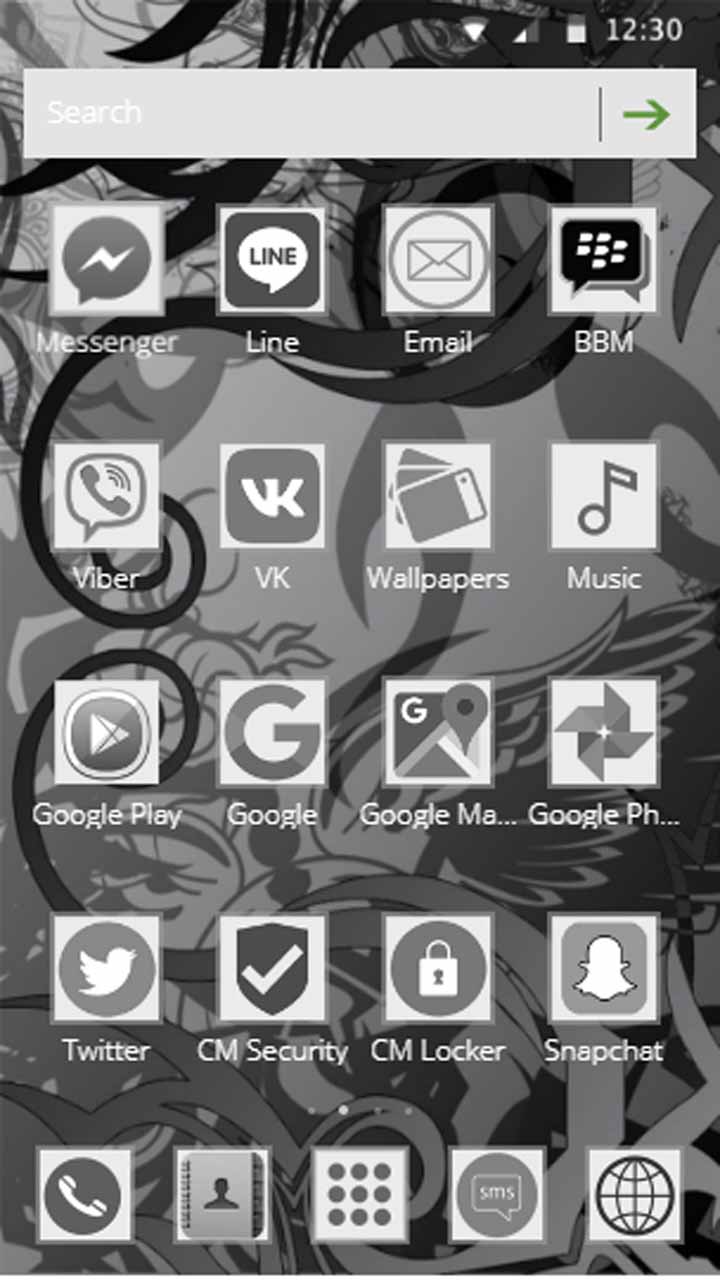 12:30
Search
LINE
Messenger Line Email BBM
VK
Viber VK Wallpapers Music
G G
Google Play Google Google Ma... Google Ph...
Twitter CM Security CM Locker Snapchat
sms